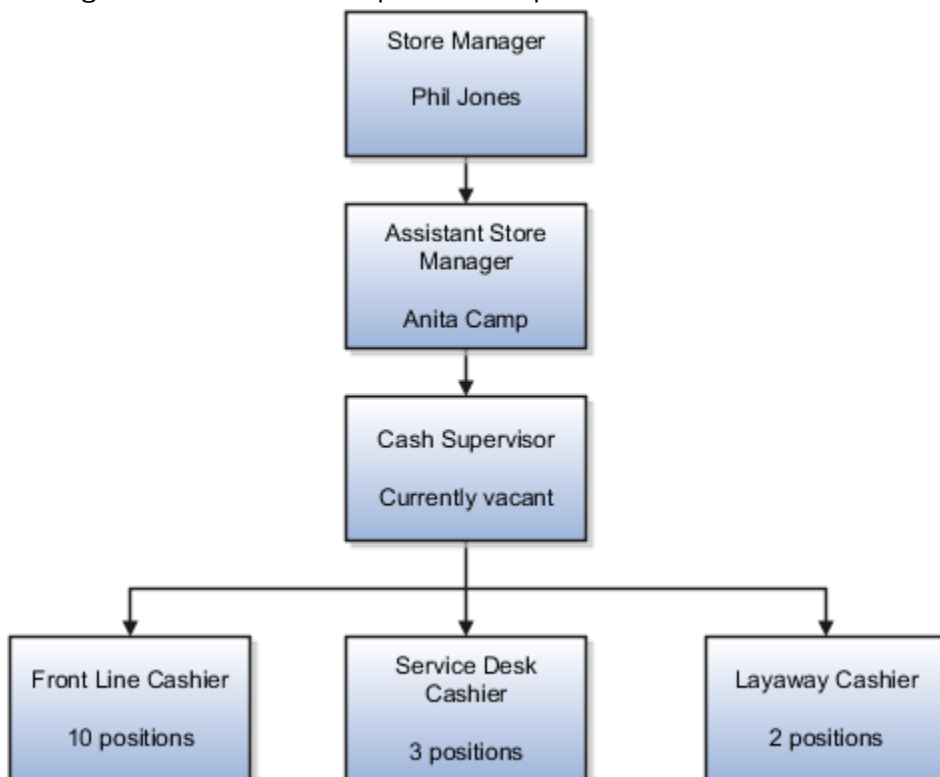 Store Manager
Phil Jones
Assistant Store
Manager
Anita Camp
Cash Supervisor
Currently vacant
Front Line Cashier
10 positions
Service Desk
Cashier
3 positions
Layaway Cashier
2 positions